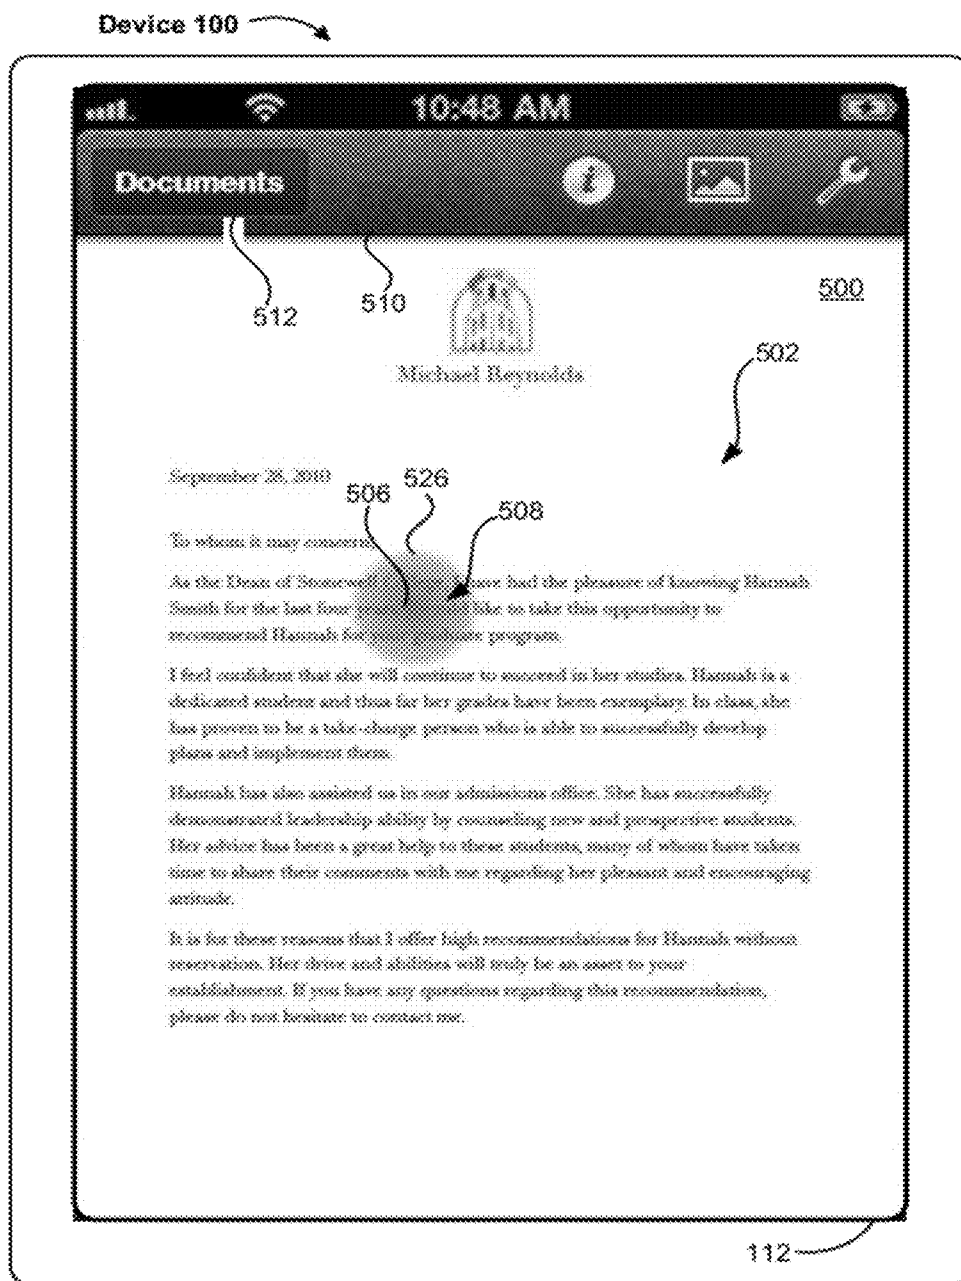 Device 100
10:48 AM
Documents
512
510
500
Michael Reynolds
502
September 28, 2010
506
526
508
To whom it may concern
As the Dean of Stonewell have had the pleasure of knowing Hannah
Smith for the last four like to take this opportunity to
recommend Hannah for program.
I feel confident that she will continue to succeed in her studies. Hannah is a
dedicated student and thus far her grades have been exemplary. In class, she
has proven to be a take-charge person who is able to successfully develop
plans and implement them.
Hannah has also assisted us in our admissions office. She has successfully
demonstrated leadership ability by counseling new and prospective students.
Her advice has been a great help to these students, many of whom have taken
time to share their comments with me regarding her pleasant and encouraging
attitude.
It is for these reasons that I offer high recommendations for Hannah without
reservation. Her drive and abilities will truly be an asset to your
establishment. If you have any questions regarding this recommendation,
please do not hesitate to contact me.
112